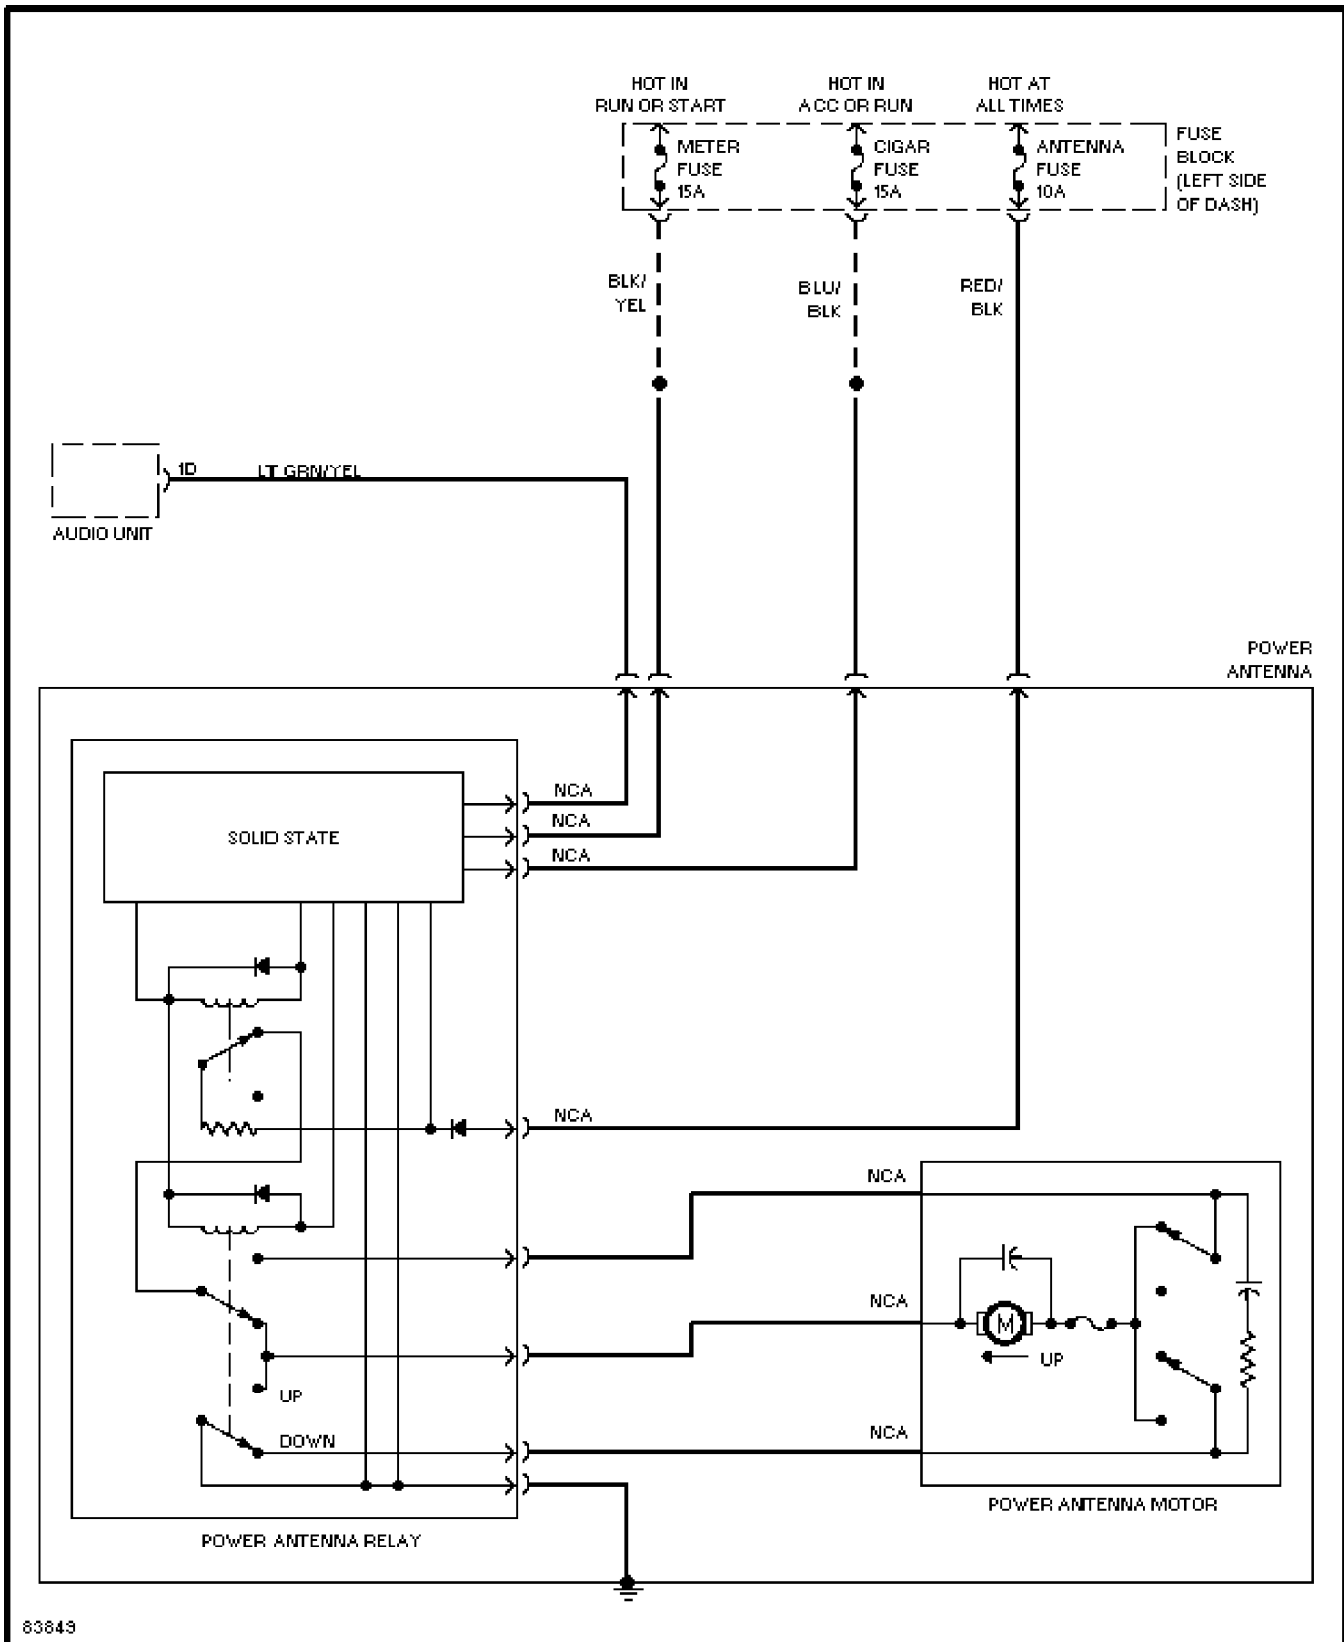 HOT IN
RUN OR START
HOT IN
ACC OR RUN
HOT AT
ALL TIMES
METER
FUSE
15A
CIGAR
FUSE
15A
ANTENNA
FUSE
10A
FUSE
BLOCK
(LEFT SIDE
OF DASH)
BLK/
YEL
BLU/
BLK
RED/
BLK
1D
LT GRN/YEL
AUDIO UNIT
POWER
ANTENNA
SOLID STATE
NCA
NCA
NCA
NCA
NCA
NCA
M
UP
UP
DOWN
NCA
POWER ANTENNA MOTOR
POWER ANTENNA RELAY
83849